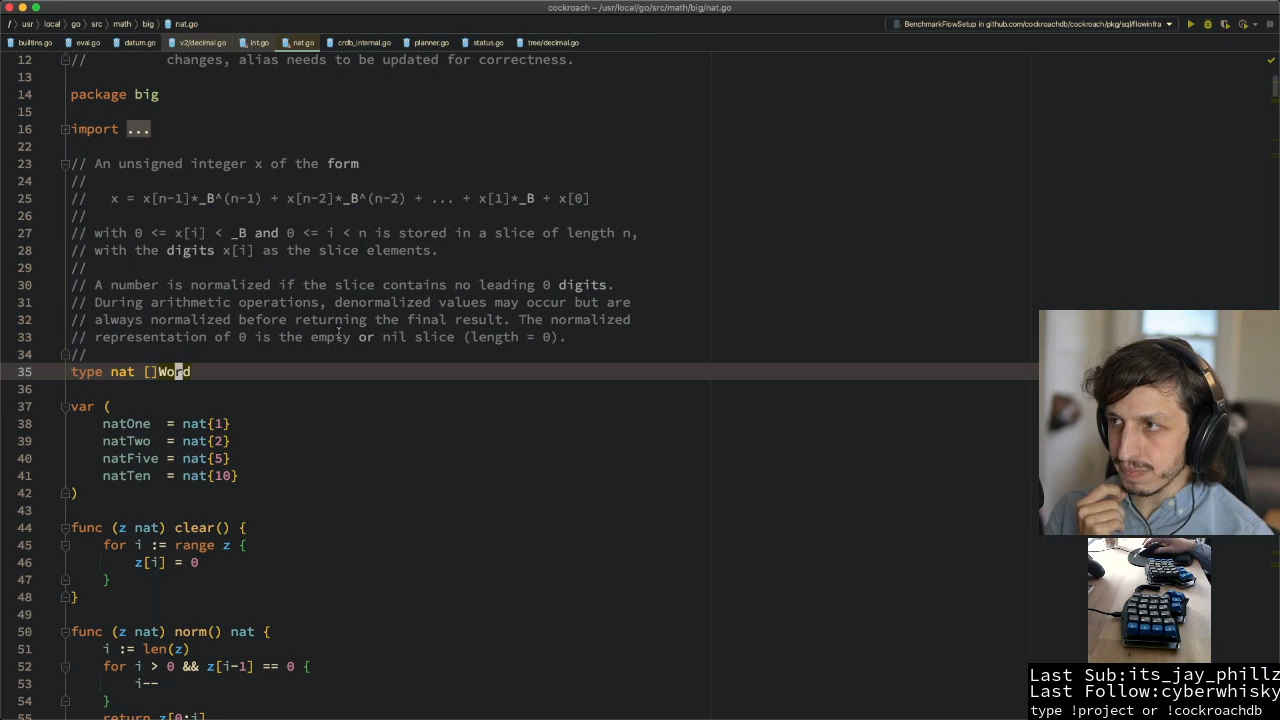 cockroach – /usr/local/go/src/math/big/nat.go
/ usr local go src math big nat.go
BenchmarkFlowSetup in github.com/cockroachdb/cockroach/pkg/sql/flowinfra
builtins.go eval.go datum.go v2/decimal.go int.go nat.go crdb_internal.go planner.go status.go tree/decimal.go
12 // changes, alias needs to be updated for correctness.
13
14 package big
15
16 import ...
22
23 // An unsigned integer x of the form
24 //
25 // x = x[n-1]*_B^(n-1) + x[n-2]*_B^(n-2) + ... + x[1]*_B + x[0]
26 //
27 // with 0 <= x[i] < _B and 0 <= i < n is stored in a slice of length n,
28 // with the digits x[i] as the slice elements.
29 //
30 // A number is normalized if the slice contains no leading 0 digits.
31 // During arithmetic operations, denormalized values may occur but are
32 // always normalized before returning the final result. The normalized
33 // representation of 0 is the empty or nil slice (length = 0).
34 //
35 type nat []Word
36
37 var (
38 natOne = nat{1}
39 natTwo = nat{2}
40 natFive = nat{5}
41 natTen = nat{10}
42 )
43
44 func (z nat) clear() {
45 for i := range z {
46 z[i] = 0
47 }
48 }
49
50 func (z nat) norm() nat {
51 i := len(z)
52 for i > 0 && z[i-1] == 0 {
53 i--
54 }
55 return z[0:i]
Last Sub:its_jay_phillz
Last Follow:cyberwhisky
type !project or !cockroachdb